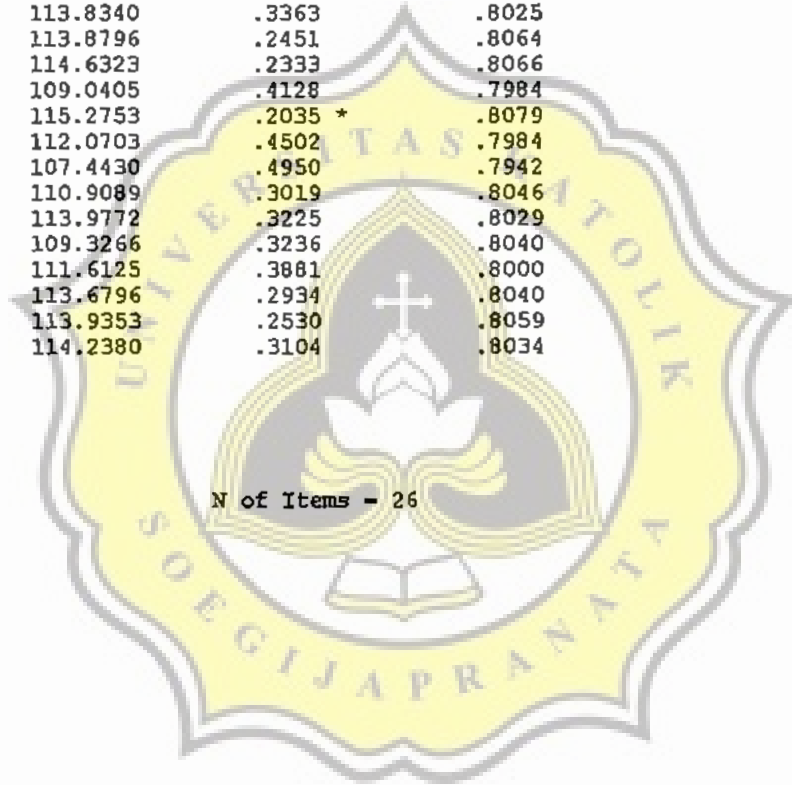 113.8340 .3363 .8025
113.8796 .2451 .8064
114.6323 .2333 .8066
109.0405 .4128 .7984
115.2753 .2035 * .8079
112.0703 .4502 .7984
107.4430 .4950 .7942
110.9089 .3019 .8046
113.9772 .3225 .8029
109.3266 .3236 .8040
111.6125 .3881 .8000
113.6796 .2934 .8040
113.9353 .2530 .8059
114.2380 .3104 .8034
N of Items = 26
UNIVERSITAS KATOLIK
SOEGIJAPRANATA